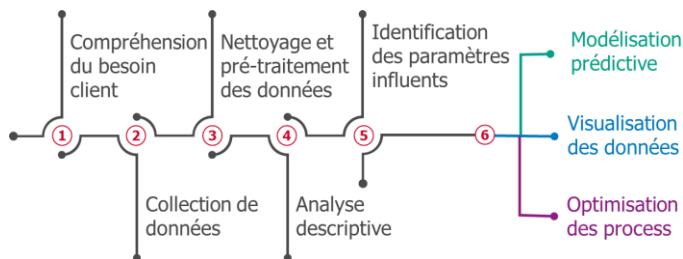 Compréhension
du besoin
client
Nettoyage et
pré-traitement
des données
Identification
des paramètres
influents
Modélisation
prédictive
1
2
3
4
5
6
Visualisation
des données
Collection de
données
Analyse
descriptive
Optimisation
des process